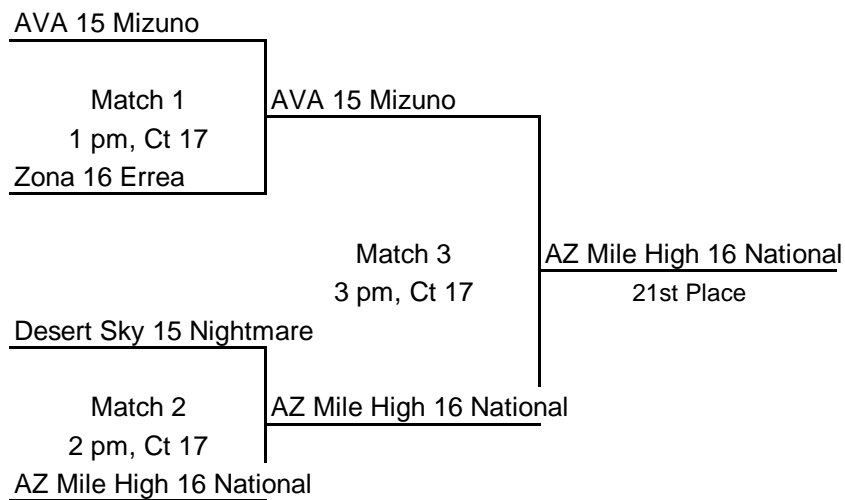 AVA 15 Mizuno
Match 1
AVA 15 Mizuno
1 pm, Ct 17
Zona 16 Errea
Match 3
AZ Mile High 16 National
3 pm, Ct 17
21st Place
Desert Sky 15 Nightmare
Match 2
AZ Mile High 16 National
2 pm, Ct 17
AZ Mile High 16 National